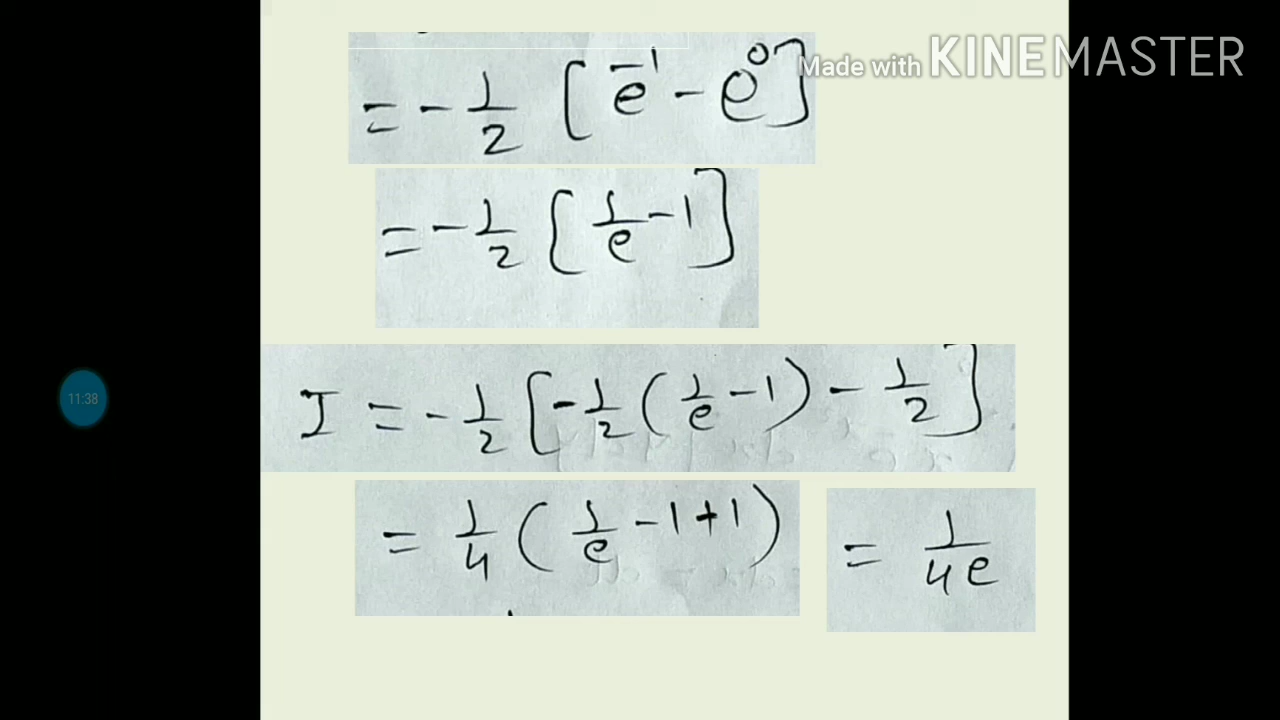 Made with KINEMASTER
= -1/2 [e^-1 - e^0]
= -1/2 [1/e - 1]
11:38
I = -1/2 [-1/2 (1/e - 1) - 1/2]
= 1/4 (1/e - 1 + 1) = 1/4e